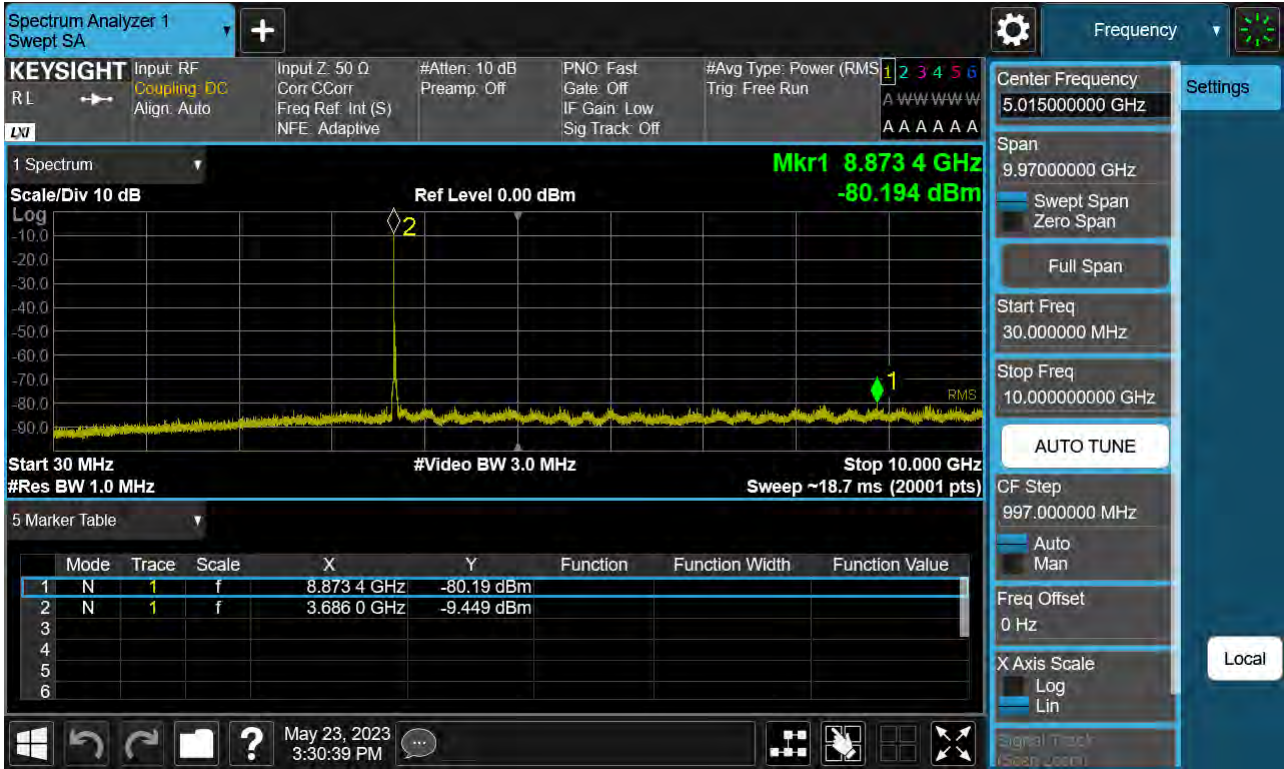 Spectrum Analyzer 1
Swept SA
Frequency
KEYSIGHT
R L
LXI
Input: RF
Coupling: DC
Align: Auto
Input Z: 50 Ω
Corr CCorr
Freq Ref: Int (S)
NFE: Adaptive
#Atten: 10 dB
Preamp: Off
PNO: Fast
Gate: Off
IF Gain: Low
Sig Track: Off
#Avg Type: Power (RMS
Trig: Free Run
1 2 3 4 5 6
A W W W W W
A A A A A A
1 Spectrum
Mkr1 8.873 4 GHz
Scale/Div 10 dB
Ref Level 0.00 dBm
-80.194 dBm
Log
-10.0
-20.0
-30.0
-40.0
-50.0
-60.0
-70.0
-80.0
-90.0
2
1
RMS
Start 30 MHz
#Video BW 3.0 MHz
Stop 10.000 GHz
#Res BW 1.0 MHz
Sweep ~18.7 ms (20001 pts)
5 Marker Table
Mode Trace Scale X Y Function Function Width Function Value
1 N 1 f 8.873 4 GHz -80.19 dBm
2 N 1 f 3.686 0 GHz -9.449 dBm
3
4
5
6
May 23, 2023
3:30:39 PM
Center Frequency
5.015000000 GHz
Settings
Span
9.97000000 GHz
Swept Span
Zero Span
Full Span
Start Freq
30.000000 MHz
Stop Freq
10.000000000 GHz
AUTO TUNE
CF Step
997.000000 MHz
Auto
Man
Freq Offset
0 Hz
X Axis Scale
Log
Lin
Local
Signal Track
(Span Zoom)